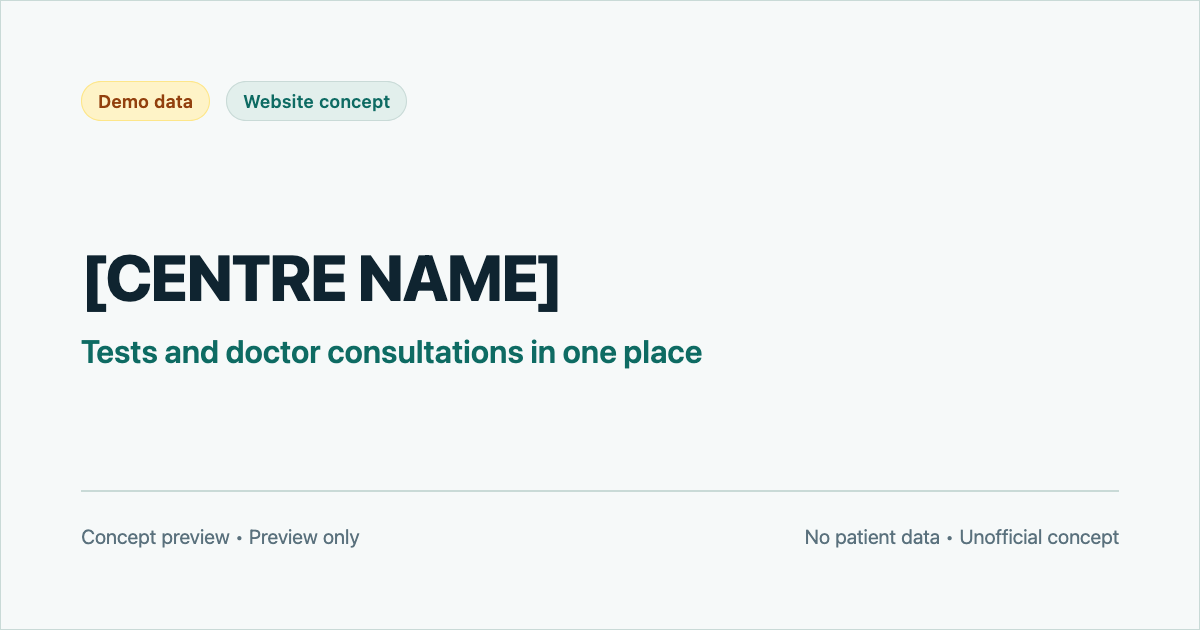 Demo data Website concept
[CENTRE NAME]
Tests and doctor consultations in one place
Concept preview • Preview only No patient data • Unofficial concept